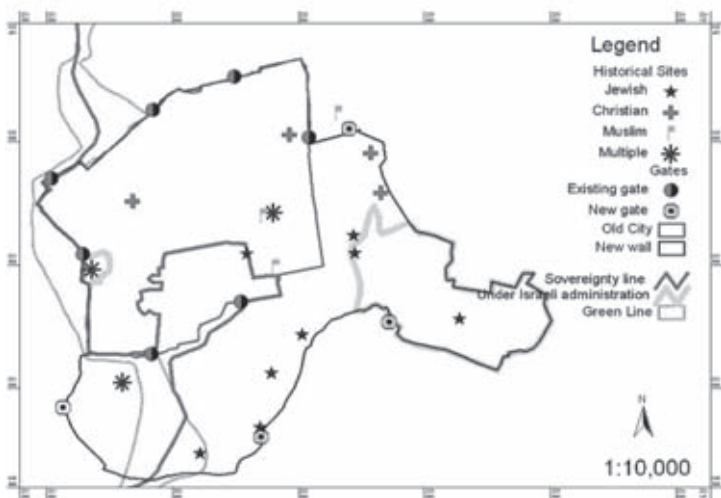 Legend
Historical Sites
Jewish
Christian
Muslim
Multiple
Gates
Existing gate
New gate
Old City
New wall
Sovereignty line
Under Israeli administration
Green Line
N
1:10,000